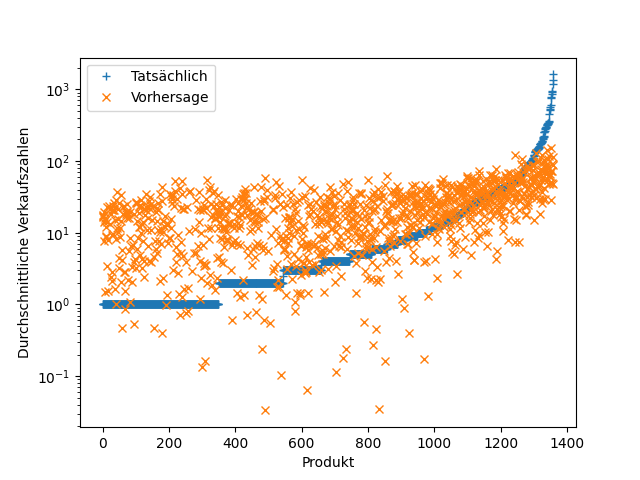 Tatsächlich
Vorhersage
Durchschnittliche Verkaufszahlen
10³
10²
10¹
10⁰
10⁻¹
0 200 400 600 800 1000 1200 1400
Produkt